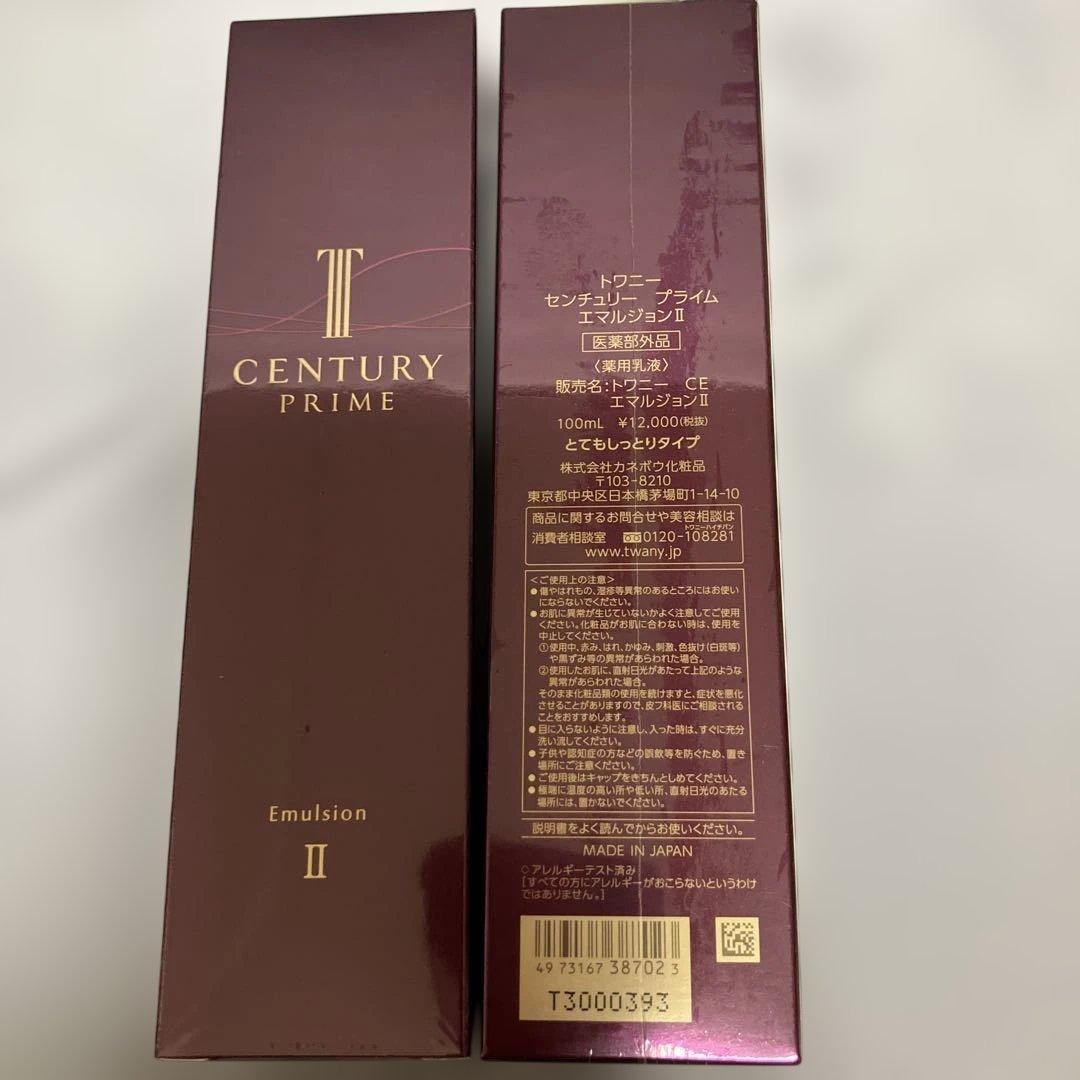 T
CENTURY
PRIME
Emulsion
II
トワニー
センチュリー プライム
エマルジョンⅡ
医薬部外品
〈薬用乳液〉
販売名:トワニー CE
エマルジョンⅡ
100mL ¥12,000(税抜)
とてもしっとりタイプ
株式会社カネボウ化粧品
〒103-8210
東京都中央区日本橋茅場町1-14-10
商品に関するお問合せや美容相談は
トワニーハイチバン
消費者相談室 0120-108281
www.twany.jp
<ご使用上の注意>
●傷やはれもの、湿疹等異常のあるところにはお使い
にならないでください。
●お肌に異常が生じていないかよく注意してご使用
ください。化粧品がお肌に合わない時は、使用を
中止してください。
①使用中、赤み、はれ、かゆみ、刺激、色抜け(白斑等)
や黒ずみ等の異常があらわれた場合。
②使用したお肌に、直射日光があたって上記のような
異常があらわれた場合。
そのまま化粧品類の使用を続けますと、症状を悪化
させることがありますので、皮フ科医にご相談される
ことをおすすめします。
●目に入らないように注意し、入った時は、すぐに充分
洗い流してください。
●子供や認知症の方などの誤飲等を防ぐため、置き
場所にご注意ください。
●ご使用後はキャップをきちんとしめてください。
●極端に温度の高い所や低い所、直射日光のあたる
場所には、置かないでください。
説明書をよく読んでからお使いください。
MADE IN JAPAN
○アレルギーテスト済み
[すべての方にアレルギーがおこらないというわけ
ではありません。]
49 73167 38702 3
T3000393